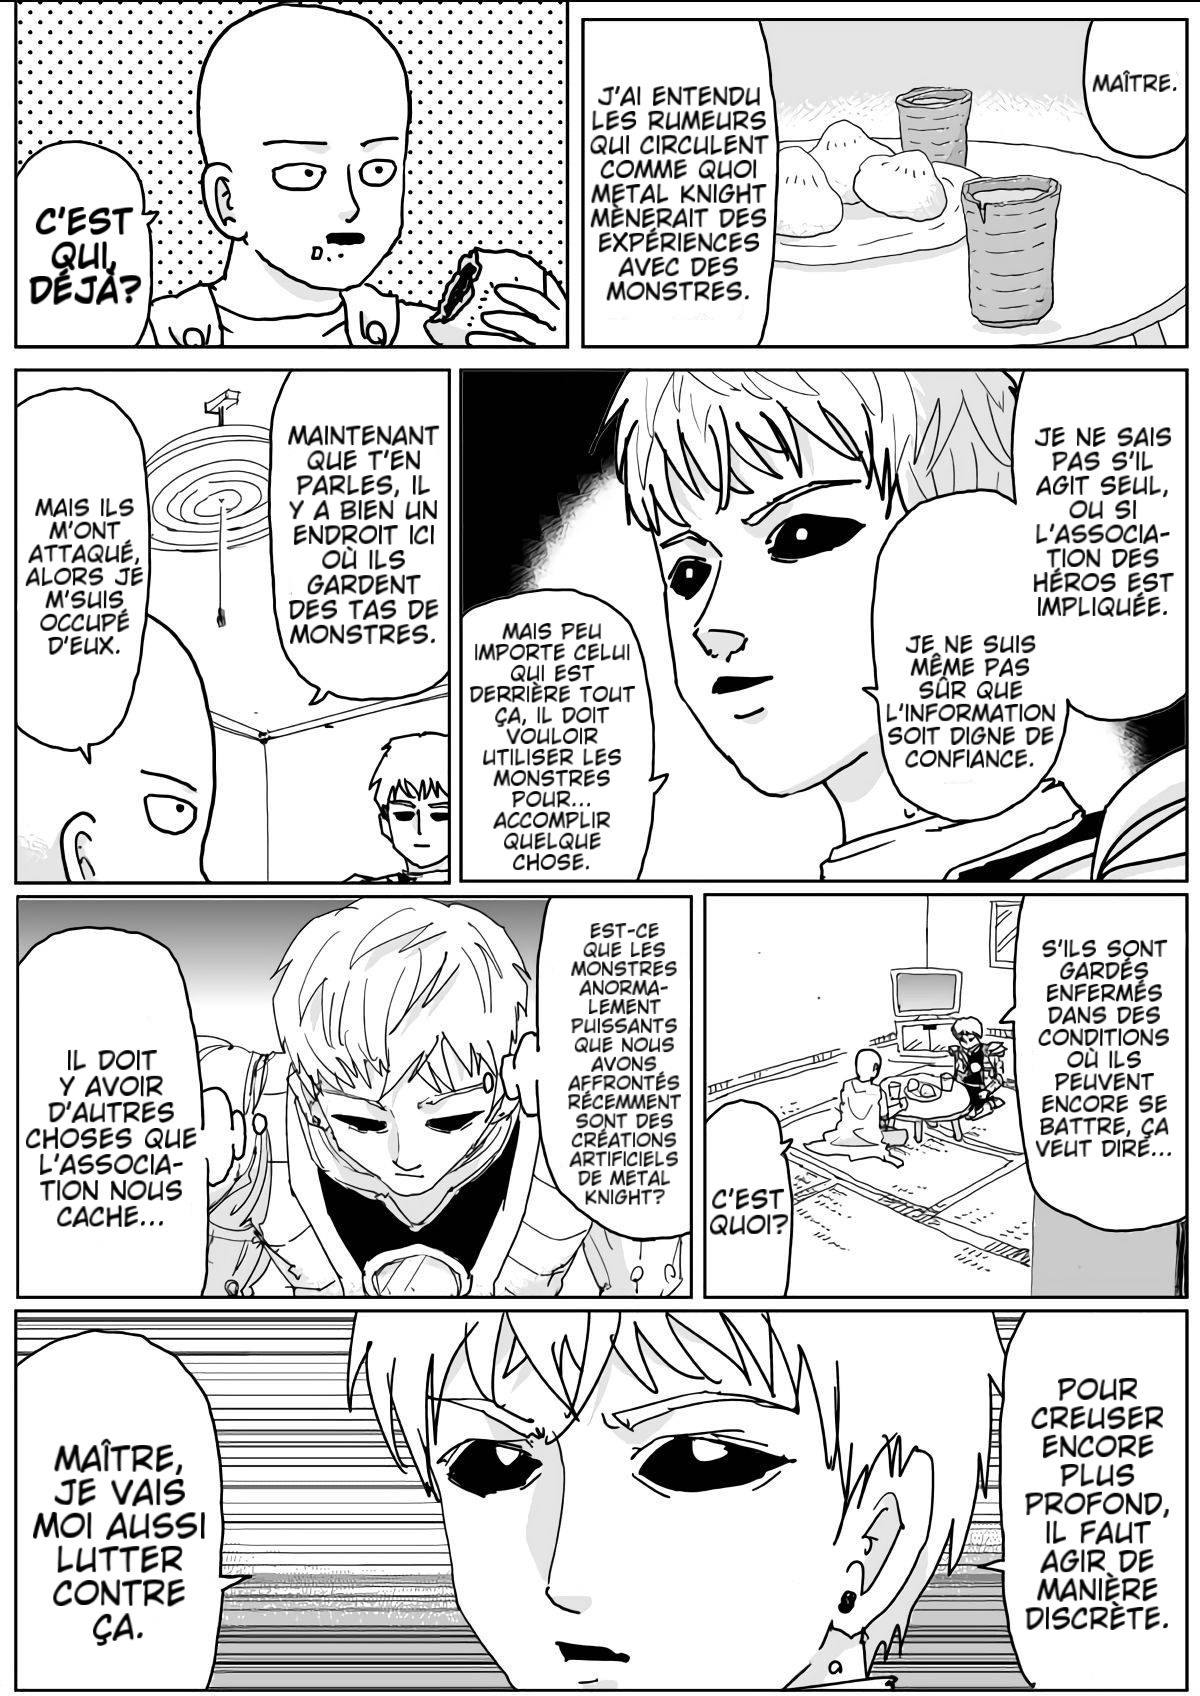 MAÎTRE.
J'AI ENTENDU
LES RUMEURS
QUI CIRCULENT
COMME QUOI
METAL KNIGHT
MÈNERAIT DES
EXPÉRIENCES
AVEC DES
MONSTRES.
C'EST
QUI,
DÉJÀ?
JE NE SAIS
PAS S'IL
AGIT SEUL,
OU SI
L'ASSOCIA-
TION DES
HÉROS EST
IMPLIQUÉE.
JE NE SUIS
MÊME PAS
SÛR QUE
L'INFORMATION
SOIT DIGNE DE
CONFIANCE.
MAIS PEU
IMPORTE CELUI
QUI EST
DERRIÈRE TOUT
ÇA, IL DOIT
VOULOIR
UTILISER LES
MONSTRES
POUR...
ACCOMPLIR
QUELQUE
CHOSE.
MAINTENANT
QUE T'EN
PARLES, IL
Y A BIEN UN
ENDROIT ICI
OÙ ILS
GARDENT
DES TAS DE
MONSTRES.
MAIS ILS
M'ONT
ATTAQUÉ,
ALORS JE
M'SUIS
OCCUPÉ
D'EUX.
S'ILS SONT
GARDÉS
ENFERMÉS
DANS DES
CONDITIONS
OÙ ILS
PEUVENT
ENCORE SE
BATTRE, ÇA
VEUT DIRE...
C'EST
QUOI?
EST-CE
QUE LES
MONSTRES
ANORMA-
LEMENT
PUISSANTS
QUE NOUS
AVONS
AFFRONTÉS
RÉCEMMENT
SONT DES
CRÉATIONS
ARTIFICIELS
DE METAL
KNIGHT?
IL DOIT
Y AVOIR
D'AUTRES
CHOSES QUE
L'ASSOCIA-
TION NOUS
CACHE...
POUR
CREUSER
ENCORE
PLUS
PROFOND,
IL FAUT
AGIR DE
MANIÈRE
DISCRÈTE.
MAÎTRE,
JE VAIS
MOI AUSSI
LUTTER
CONTRE
ÇA.